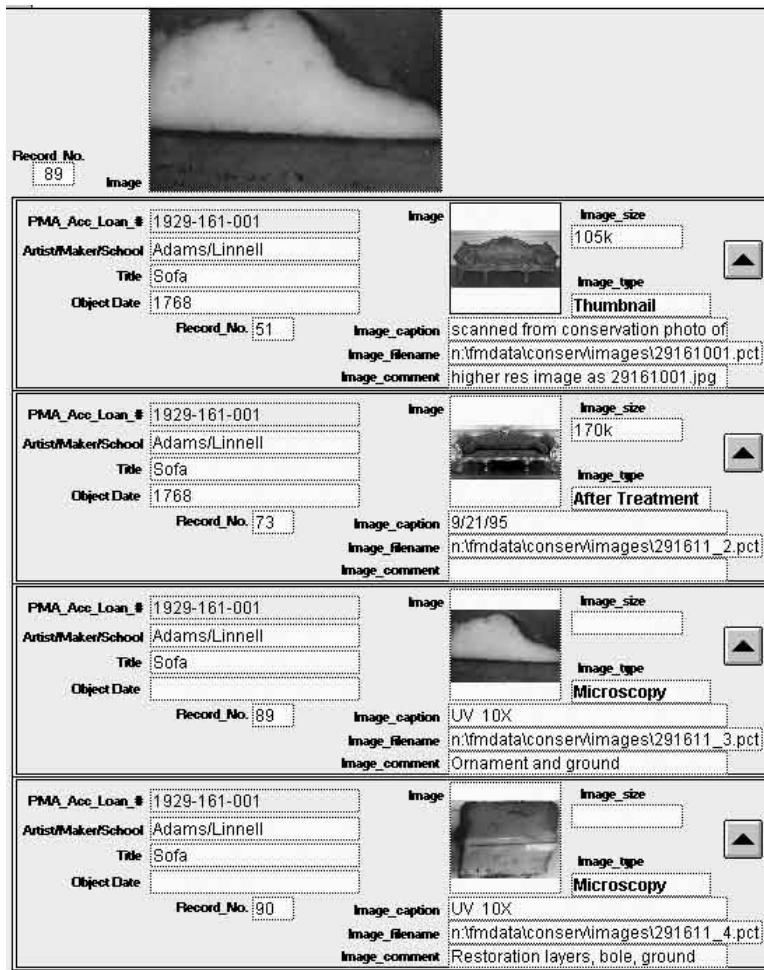 Record_No.
89
Image
PMA_Acc_Loan_# 1929-161-001 Image Image_size
105k
Artist/Maker/School Adams/Linnell
Title Sofa Image_type
Object Date 1768 Thumbnail
Record_No. 51 Image_caption scanned from conservation photo of
Image_Filename n:\fmdata\conserv\images\29161001.pct
Image_comment higher res image as 29161001.jpg
PMA_Acc_Loan_# 1929-161-001 Image Image_size
170k
Artist/Maker/School Adams/Linnell
Title Sofa Image_type
Object Date 1768 After Treatment
Record_No. 73 Image_caption 9/21/95
Image_Filename n:\fmdata\conserv\images\291611_2.pct
Image_comment
PMA_Acc_Loan_# 1929-161-001 Image Image_size
Artist/Maker/School Adams/Linnell
Title Sofa Image_type
Object Date Microscopy
Record_No. 89 Image_caption UV 10X
Image_Filename n:\fmdata\conserv\images\291611_3.pct
Image_comment Ornament and ground
PMA_Acc_Loan_# 1929-161-001 Image Image_size
Artist/Maker/School Adams/Linnell
Title Sofa Image_type
Object Date Microscopy
Record_No. 90 Image_caption UV 10X
Image_Filename n:\fmdata\conserv\images\291611_4.pct
Image_comment Restoration layers, bole, ground